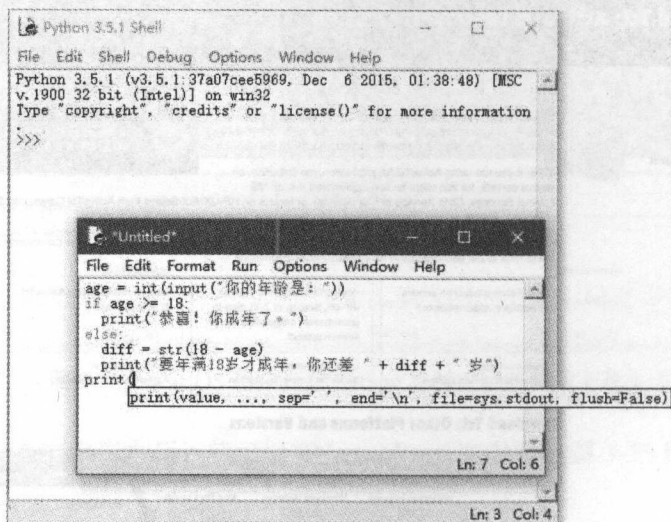 Python 3.5.1 Shell
File Edit Shell Debug Options Window Help
Python 3.5.1 (v3.5.1:37a07cee5969, Dec  6 2015, 01:38:48) [MSC
v.1900 32 bit (Intel)] on win32
Type "copyright", "credits" or "license()" for more information
.
>>>
*Untitled*
File Edit Format Run Options Window Help
age = int(input("你的年龄是: "))
if age >= 18:
  print("恭喜! 你成年了。")
else:
  diff = str(18 - age)
  print("要年满18岁才成年, 你还差 " + diff + " 岁")
print(
print(value, ..., sep=' ', end='\n', file=sys.stdout, flush=False)
Ln: 7 Col: 6
Ln: 3 Col: 4